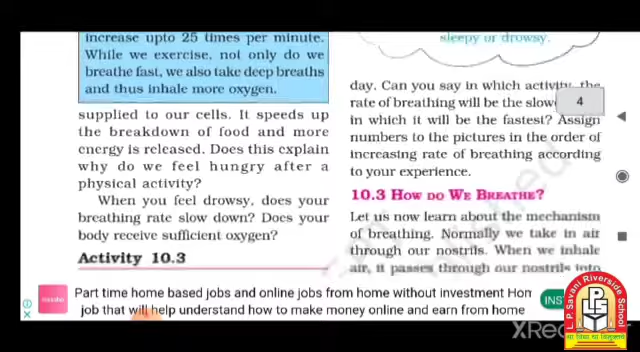 increase upto 25 times per minute.
While we exercise, not only do we
breathe fast, we also take deep breaths
and thus inhale more oxygen.
supplied to our cells. It speeds up
the breakdown of food and more
energy is released. Does this explain
why do we feel hungry after a
physical activity?
When you feel drowsy, does your
breathing rate slow down? Does your
body receive sufficient oxygen?
Activity 10.3
sleepy or drowsy.
day. Can you say in which activity, the
rate of breathing will be the slow
in which it will be the fastest? Assign
numbers to the pictures in the order of
increasing rate of breathing according
to your experience.
4
10.3 HOW DO WE BREATHE?
Let us now learn about the mechanism
of breathing. Normally we take in air
through our nostrils. When we inhale
air, it passes through our nostrils into
Part time home based jobs and online jobs from home without investment Hom
job that will help understand how to make money online and earn from home
INS
XRec
L. P. Savani Riverside School